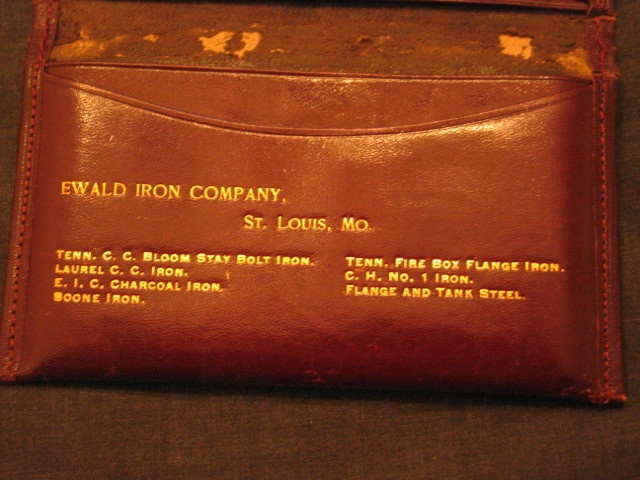 EWALD IRON COMPANY,
ST. LOUIS, MO.
TENN. C. C. BLOOM STAY BOLT IRON.
LAUREL C. C. IRON.
E. I. C. CHARCOAL IRON.
BOONE IRON.
TENN. FIRE BOX FLANGE IRON.
C. H. NO. 1 IRON.
FLANGE AND TANK STEEL.